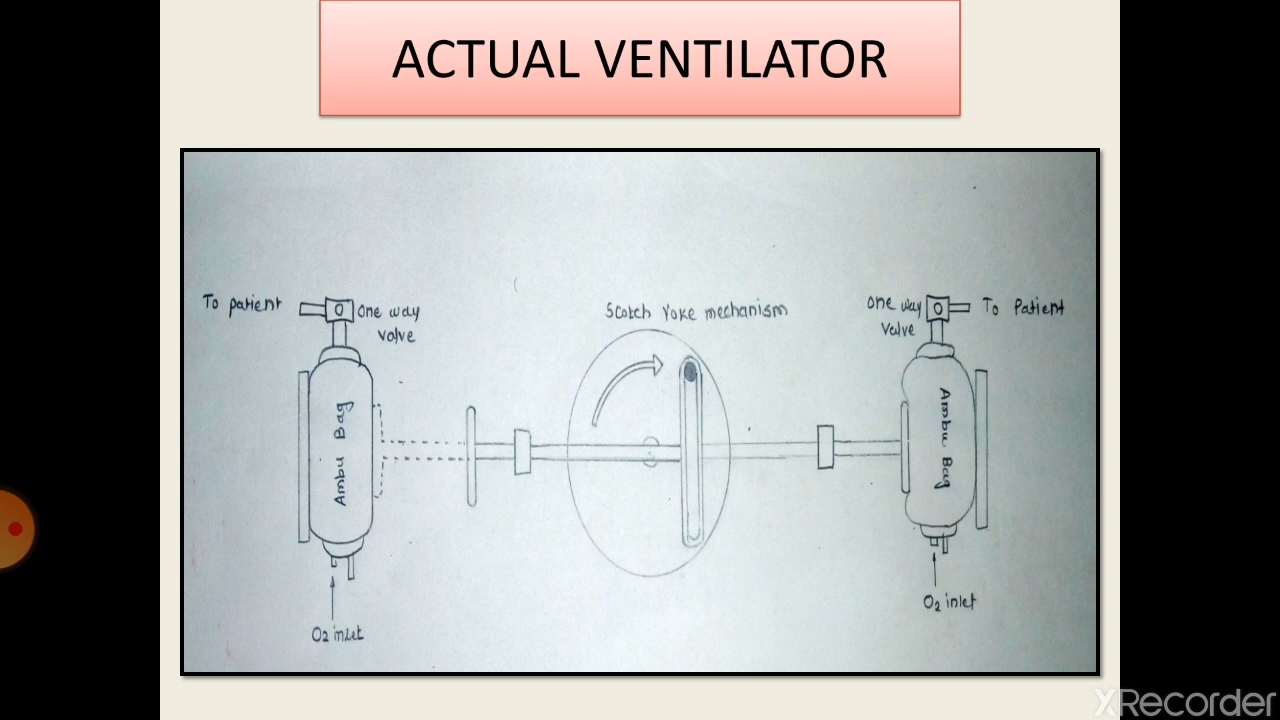 ACTUAL VENTILATOR
To patient
One way
valve
Scotch Yoke mechanism
One way
Valve
To Patient
Ambu Bag
Ambu Bag
O2 inlet
O2 inlet
XRecorder